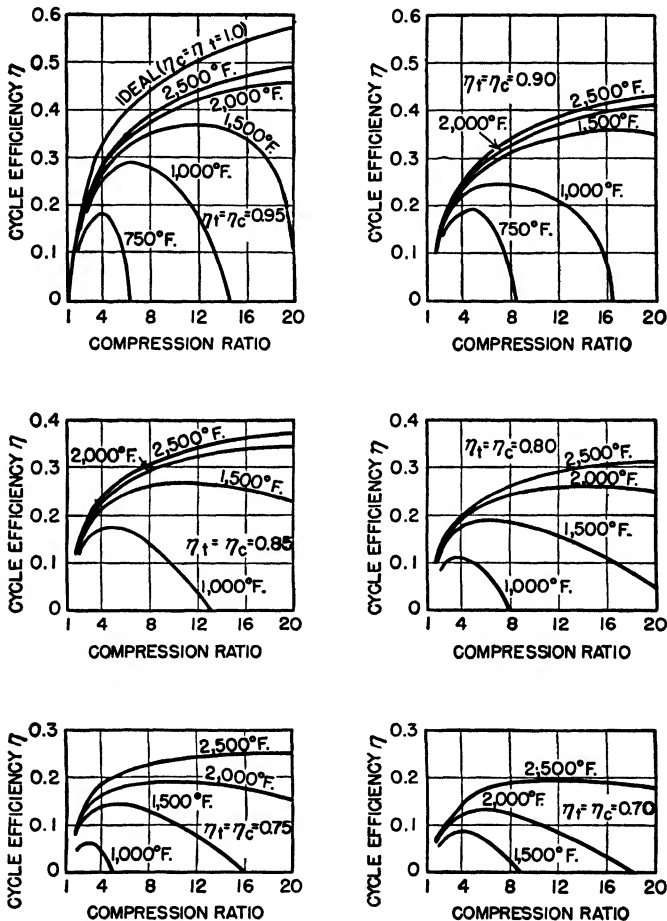 CYCLE EFFICIENCY η
0.6
0.5
0.4
0.3
0.2
0.1
0
IDEAL (ηc=ηt=1.0)
2,500°F.
2,000°F.
1,500°F.
1,000°F.
ηt=ηc=0.95
750°F.
1 4 8 12 16 20
COMPRESSION RATIO
CYCLE EFFICIENCY η
0.6
0.5
0.4
0.3
0.2
0.1
0
ηt=ηc=0.90
2,500°F.
2,000°F.
1,500°F.
1,000°F.
750°F.
1 4 8 12 16 20
COMPRESSION RATIO
CYCLE EFFICIENCY η
0.4
0.3
0.2
0.1
0
2,500°F.
2,000°F.
1,500°F.
ηt=ηc=0.85
1,000°F.
1 4 8 12 16 20
COMPRESSION RATIO
CYCLE EFFICIENCY η
0.4
0.3
0.2
0.1
0
ηt=ηc=0.80
2,500°F.
2,000°F.
1,500°F.
1,000°F.
1 4 8 12 16 20
COMPRESSION RATIO
CYCLE EFFICIENCY η
0.3
0.2
0.1
0
2,500°F.
2,000°F.
1,500°F.
ηt=ηc=0.75
1,000°F.
1 4 8 12 16 20
COMPRESSION RATIO
CYCLE EFFICIENCY η
0.3
0.2
0.1
0
2,500°F.
2,000°F.
ηt=ηc=0.70
1,500°F.
1 4 8 12 16 20
COMPRESSION RATIO